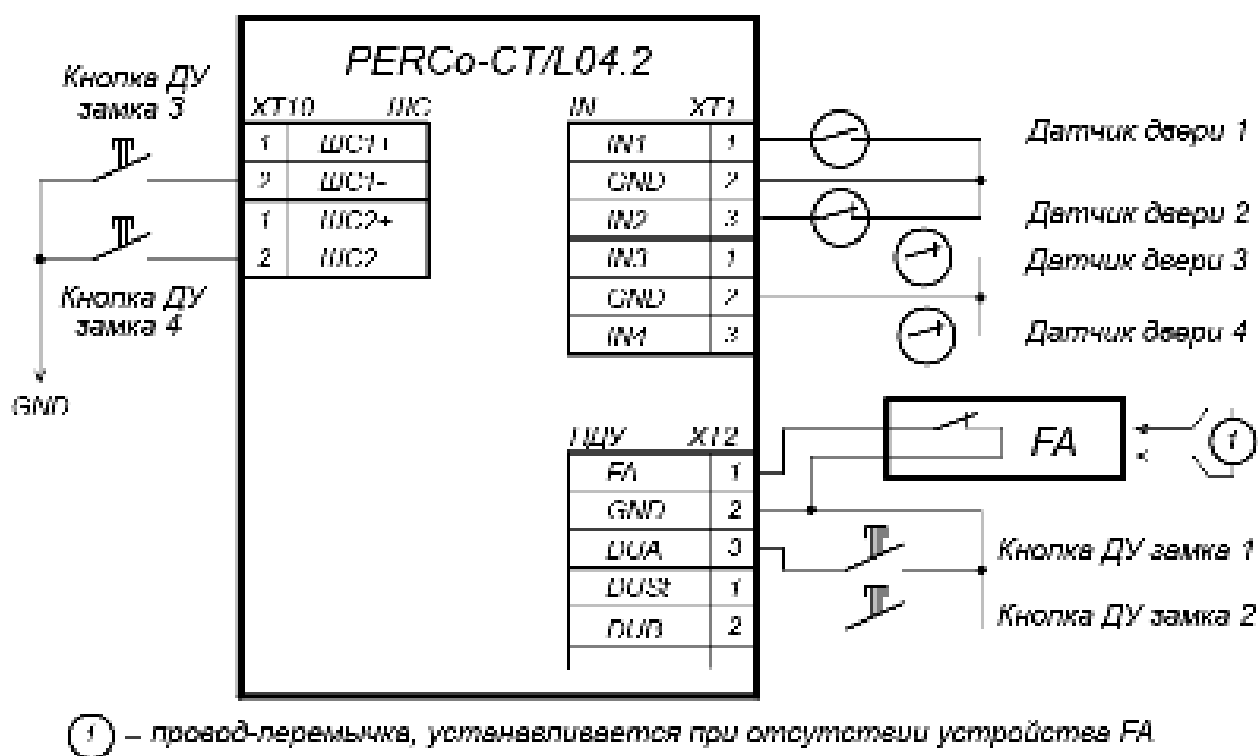 PERCo-CT/L04.2
Кнопка ДУ
замка 3
XT10 ШС
1 ШС1+
2 ШС1-
1 ШС2+
2 ШС2
Кнопка ДУ
замка 4
GND
IN XT1
IN1 1
GND 2
IN2 3
IN3 1
GND 2
IN4 3
Датчик двери 1
Датчик двери 2
Датчик двери 3
Датчик двери 4
ПДУ XT2
FA 1
GND 2
DUA 3
DUSt 1
DUB 2
FA
1
Кнопка ДУ замка 1
Кнопка ДУ замка 2
1 – провод-перемычка, устанавливается при отсутствии устройства FA